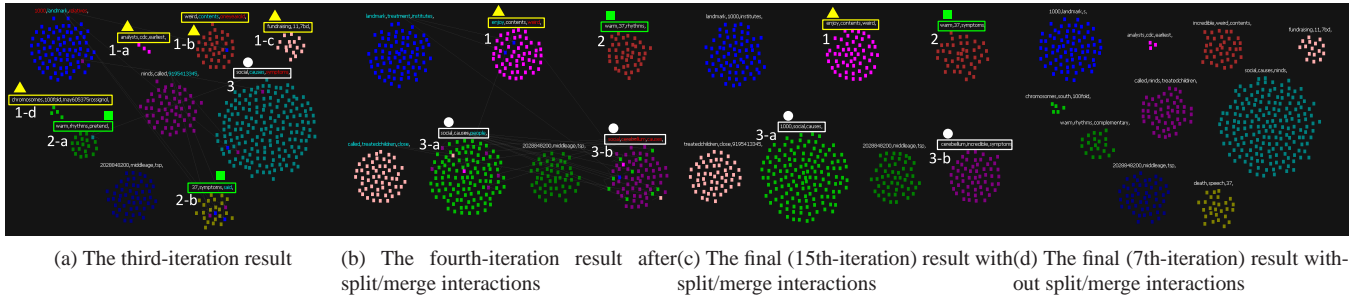 landmark,
analysts, cdc, earliest,
1-a
weird, contents,
1-b
fundraising, 11, 7bd,
1-c
social, causes, symptoms,
3
minds, called, 9195413345,
chromosomes, 100fold, may605375rossignol,
1-d
warm, rhythms, pretend,
2-a
2028848200, middleage, tsp,
37, symptoms,
2-b
(a) The third-iteration result
landmark, treatment, institutes,
enjoy, contents, weird,
1
warm, 37, rhythms,
2
social, causes, people,
3-a
3-b
called, treatedchildren, close,
2028848200, middleage, tsp,
(b) The fourth-iteration result after
split/merge interactions
landmark, 1000, institutes,
enjoy, contents, weird,
1
warm, 37, symptoms
2
1000, social, causes,
3-a
treatedchildren, close, 9195413345,
2028848200, middleage, tsp,
cerebellum, incredible, symptoms
3-b
(c) The final (15th-iteration) result with
split/merge interactions
1000, landmark, s,
analysts, cdc, earliest,
incredible, weird, contents,
fundraising, 11, 7bd,
social, causes, minds,
called, minds, treatedchildren,
chromosomes, south, 100fold,
warm, rhythms, complementary,
2028848200, middleage, tsp,
death, speech, 37,
(d) The final (7th-iteration) result with-
out split/merge interactions